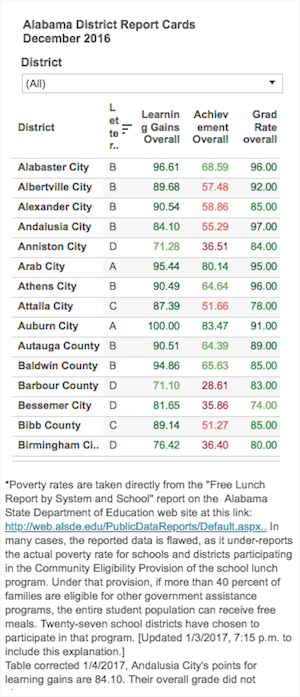 Alabama District Report Cards
December 2016
District
(All)
District L et te r.. Learnin g Gains Overall Achiev ement Overall Grad Rate overall
Alabaster City B 96.61 68.59 96.00
Albertville City B 89.68 57.48 92.00
Alexander City B 90.54 58.86 85.00
Andalusia City B 84.10 55.29 97.00
Anniston City D 71.28 36.51 84.00
Arab City A 95.44 80.14 95.00
Athens City B 90.49 64.64 96.00
Attalla City C 87.39 51.66 78.00
Auburn City A 100.00 83.47 91.00
Autauga County B 90.51 64.39 89.00
Baldwin County B 94.86 65.63 85.00
Barbour County D 71.10 28.61 83.00
Bessemer City D 81.65 35.86 74.00
Bibb County C 89.14 51.27 85.00
Birmingham Ci.. D 76.42 36.40 80.00
*Poverty rates are taken directly from the "Free Lunch
Report by System and School" report on the Alabama
State Department of Education web site at this link:
http://web.alsde.edu/PublicDataReports/Default.aspx.. In
many cases, the reported data is flawed, as it under-reports
the actual poverty rate for schools and districts participating
in the Community Eligibility Provision of the school lunch
program. Under that provision, if more than 40 percent of
families are eligible for other government assistance
programs, the entire student population can receive free
meals. Twenty-seven school districts have chosen to
participate in that program. [Updated 1/3/2017, 7:15 p.m. to
include this explanation.]
Table corrected 1/4/2017, Andalusia City's points for
learning gains are 84.10. Their overall grade did not